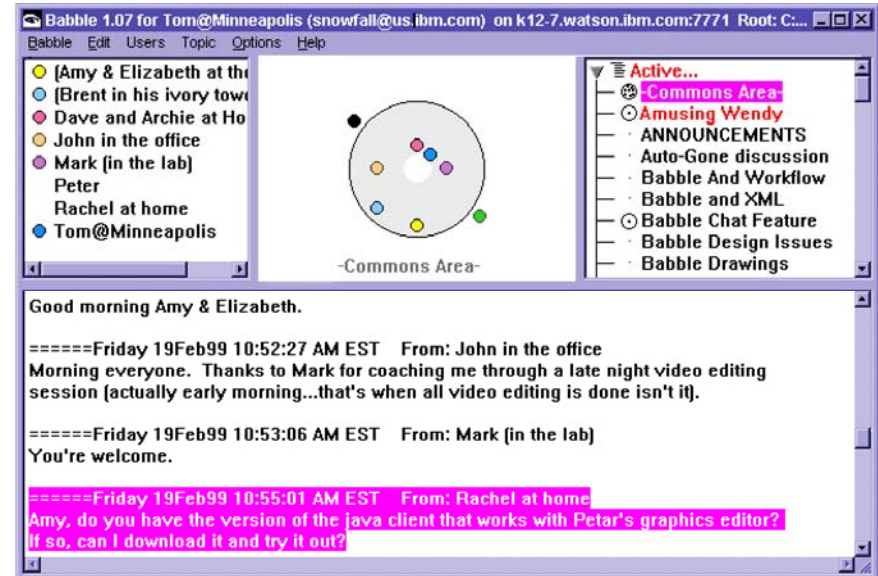 Babble 1.07 for Tom@Minneapolis (snowfall@us.ibm.com) on k12-7.watson.ibm.com:7771 Root: C:...
Babble Edit Users Topic Options Help
(Amy & Elizabeth at the
(Brent in his ivory towe
Dave and Archie at Ho
John in the office
Mark (in the lab)
Peter
Rachel at home
Tom@Minneapolis
-Commons Area-
Active...
-Commons Area-
Amusing Wendy
ANNOUNCEMENTS
Auto-Gone discussion
Babble And Workflow
Babble and XML
Babble Chat Feature
Babble Design Issues
Babble Drawings
Good morning Amy & Elizabeth.
======Friday 19Feb99 10:52:27 AM EST From: John in the office
Morning everyone. Thanks to Mark for coaching me through a late night video editing
session (actually early morning...that's when all video editing is done isn't it).
======Friday 19Feb99 10:53:06 AM EST From: Mark (in the lab)
You're welcome.
======Friday 19Feb99 10:55:01 AM EST From: Rachel at home
Amy, do you have the version of the java client that works with Petar's graphics editor?
If so, can I download it and try it out?